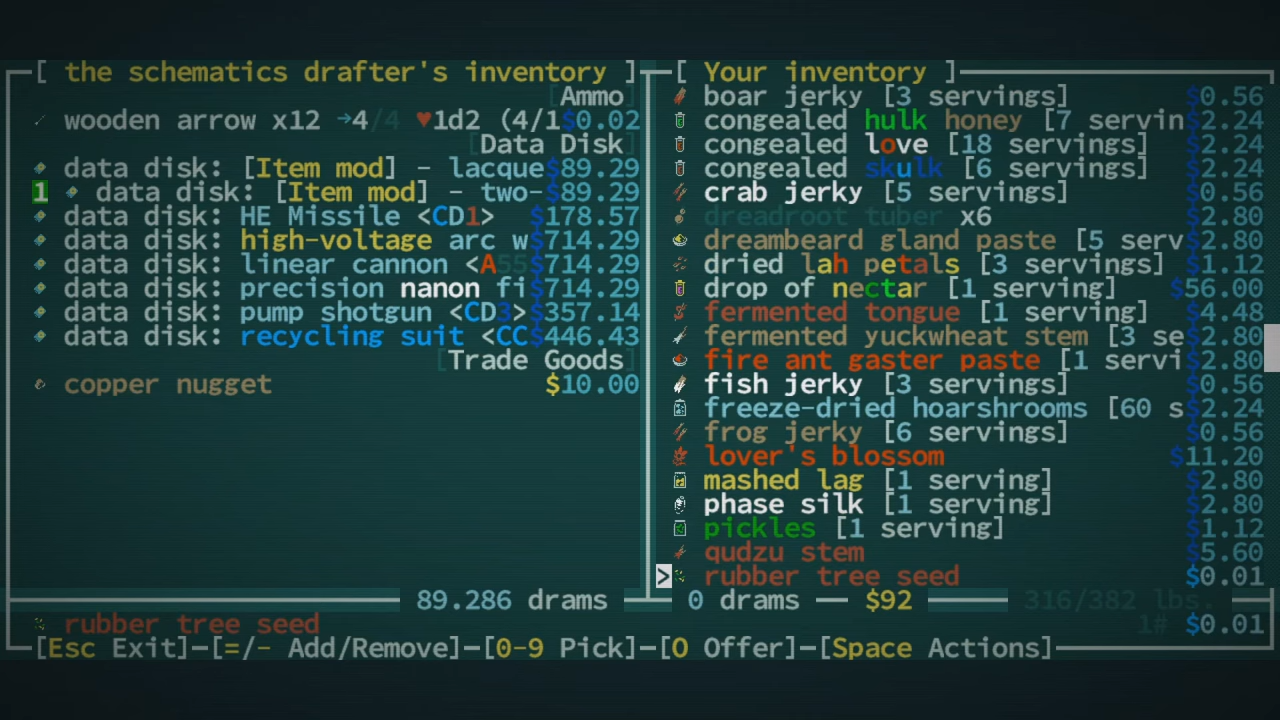 [ the schematics drafter's inventory ]
[Ammo]
wooden arrow x12 →4/4 ♥1d2 (4/1 $0.02
[Data Disk]
data disk: [Item mod] - lacque $89.29
1 data disk: [Item mod] - two- $89.29
data disk: HE Missile <CD1> $178.57
data disk: high-voltage arc w $714.29
data disk: linear cannon <A55 $714.29
data disk: precision nanon fi $714.29
data disk: pump shotgun <CD3> $357.14
data disk: recycling suit <CC $446.43
[Trade Goods]
copper nugget $10.00
[ Your inventory ]
boar jerky [3 servings] $0.56
congealed hulk honey [7 servin $2.24
congealed love [18 servings] $2.24
congealed skulk [6 servings] $2.24
crab jerky [5 servings] $0.56
dreadroot tuber x6 $2.80
dreambeard gland paste [5 serv $2.80
dried lah petals [3 servings] $1.12
drop of nectar [1 serving] $56.00
fermented tongue [1 serving] $4.48
fermented yuckwheat stem [3 se $2.80
fire ant gaster paste [1 servi $2.80
fish jerky [3 servings] $0.56
freeze-dried hoarshrooms [60 s $2.24
frog jerky [6 servings] $0.56
lover's blossom $11.20
mashed lag [1 serving] $2.80
phase silk [1 serving] $2.80
pickles [1 serving] $1.12
qudzu stem $5.60
> rubber tree seed $0.01
89.286 drams 0 drams — $92 316/382 lbs.
rubber tree seed 1# $0.01
[Esc Exit]—[=/- Add/Remove]—[0-9 Pick]—[O Offer]—[Space Actions]